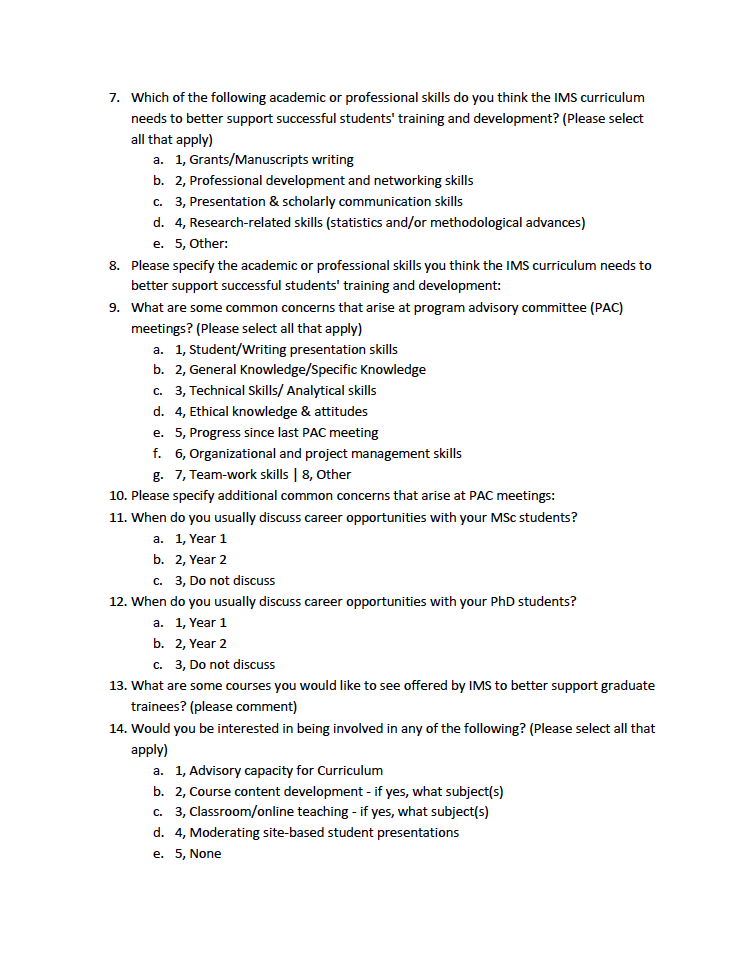 7. Which of the following academic or professional skills do you think the IMS curriculum
needs to better support successful students' training and development? (Please select
all that apply)
a. 1, Grants/Manuscripts writing
b. 2, Professional development and networking skills
c. 3, Presentation & scholarly communication skills
d. 4, Research-related skills (statistics and/or methodological advances)
e. 5, Other:
8. Please specify the academic or professional skills you think the IMS curriculum needs to
better support successful students' training and development:
9. What are some common concerns that arise at program advisory committee (PAC)
meetings? (Please select all that apply)
a. 1, Student/Writing presentation skills
b. 2, General Knowledge/Specific Knowledge
c. 3, Technical Skills/ Analytical skills
d. 4, Ethical knowledge & attitudes
e. 5, Progress since last PAC meeting
f. 6, Organizational and project management skills
g. 7, Team-work skills | 8, Other
10. Please specify additional common concerns that arise at PAC meetings:
11. When do you usually discuss career opportunities with your MSc students?
a. 1, Year 1
b. 2, Year 2
c. 3, Do not discuss
12. When do you usually discuss career opportunities with your PhD students?
a. 1, Year 1
b. 2, Year 2
c. 3, Do not discuss
13. What are some courses you would like to see offered by IMS to better support graduate
trainees? (please comment)
14. Would you be interested in being involved in any of the following? (Please select all that
apply)
a. 1, Advisory capacity for Curriculum
b. 2, Course content development - if yes, what subject(s)
c. 3, Classroom/online teaching - if yes, what subject(s)
d. 4, Moderating site-based student presentations
e. 5, None